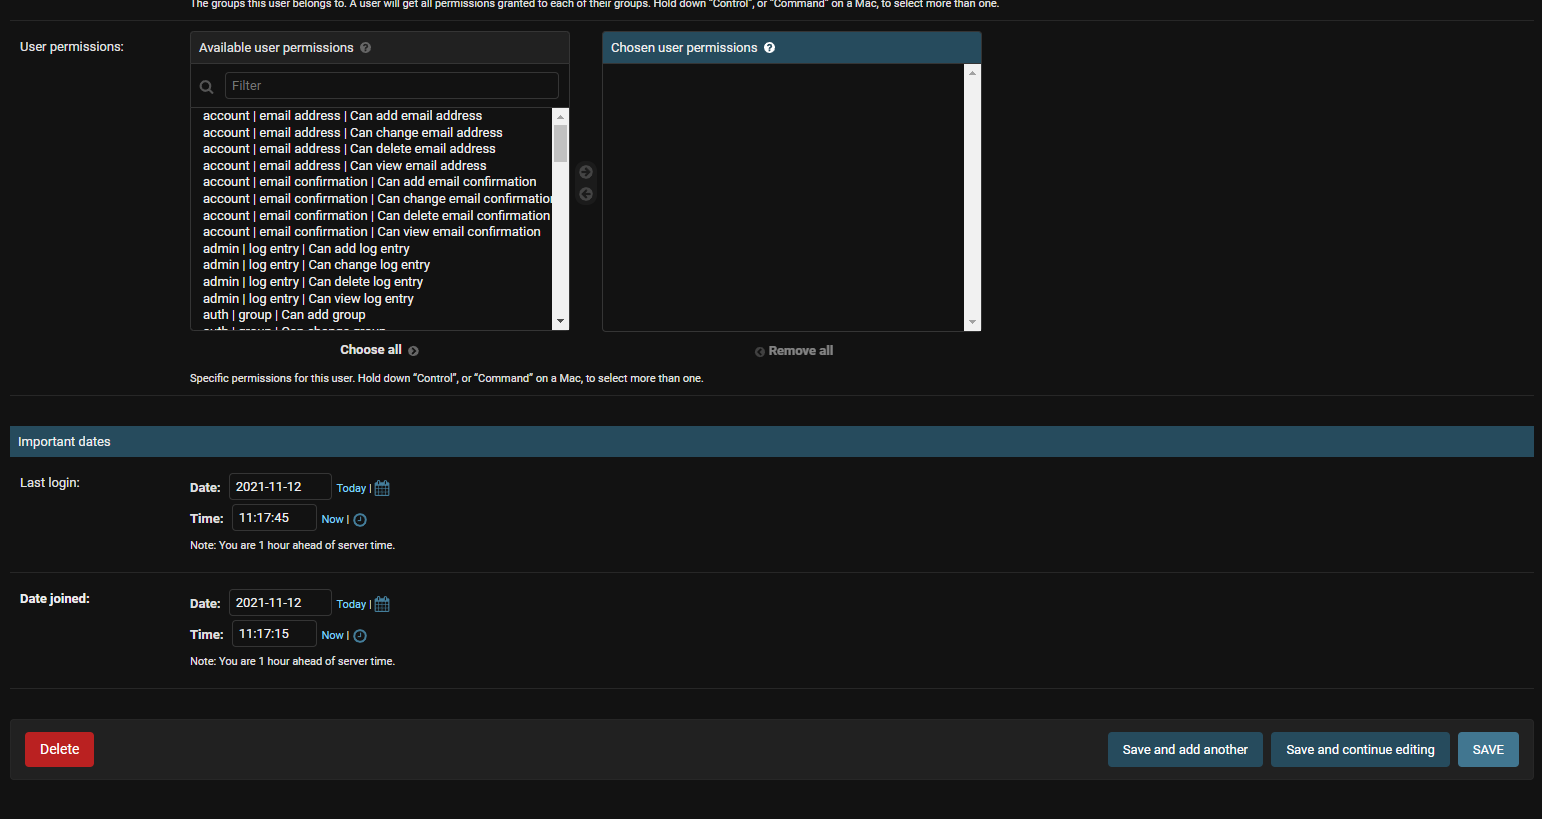 The groups this user belongs to. A user will get all permissions granted to each of their groups. Hold down “Control”, or “Command” on a Mac, to select more than one.
User permissions:
Available user permissions ?
Filter
account | email address | Can add email address
account | email address | Can change email address
account | email address | Can delete email address
account | email address | Can view email address
account | email confirmation | Can add email confirmation
account | email confirmation | Can change email confirmation
account | email confirmation | Can delete email confirmation
account | email confirmation | Can view email confirmation
admin | log entry | Can add log entry
admin | log entry | Can change log entry
admin | log entry | Can delete log entry
admin | log entry | Can view log entry
auth | group | Can add group
auth | group | Can change group
Choose all
Chosen user permissions ?
Remove all
Specific permissions for this user. Hold down “Control”, or “Command” on a Mac, to select more than one.
Important dates
Last login:
Date: 2021-11-12 Today |
Time: 11:17:45 Now |
Note: You are 1 hour ahead of server time.
Date joined:
Date: 2021-11-12 Today |
Time: 11:17:15 Now |
Note: You are 1 hour ahead of server time.
Delete
Save and add another
Save and continue editing
SAVE